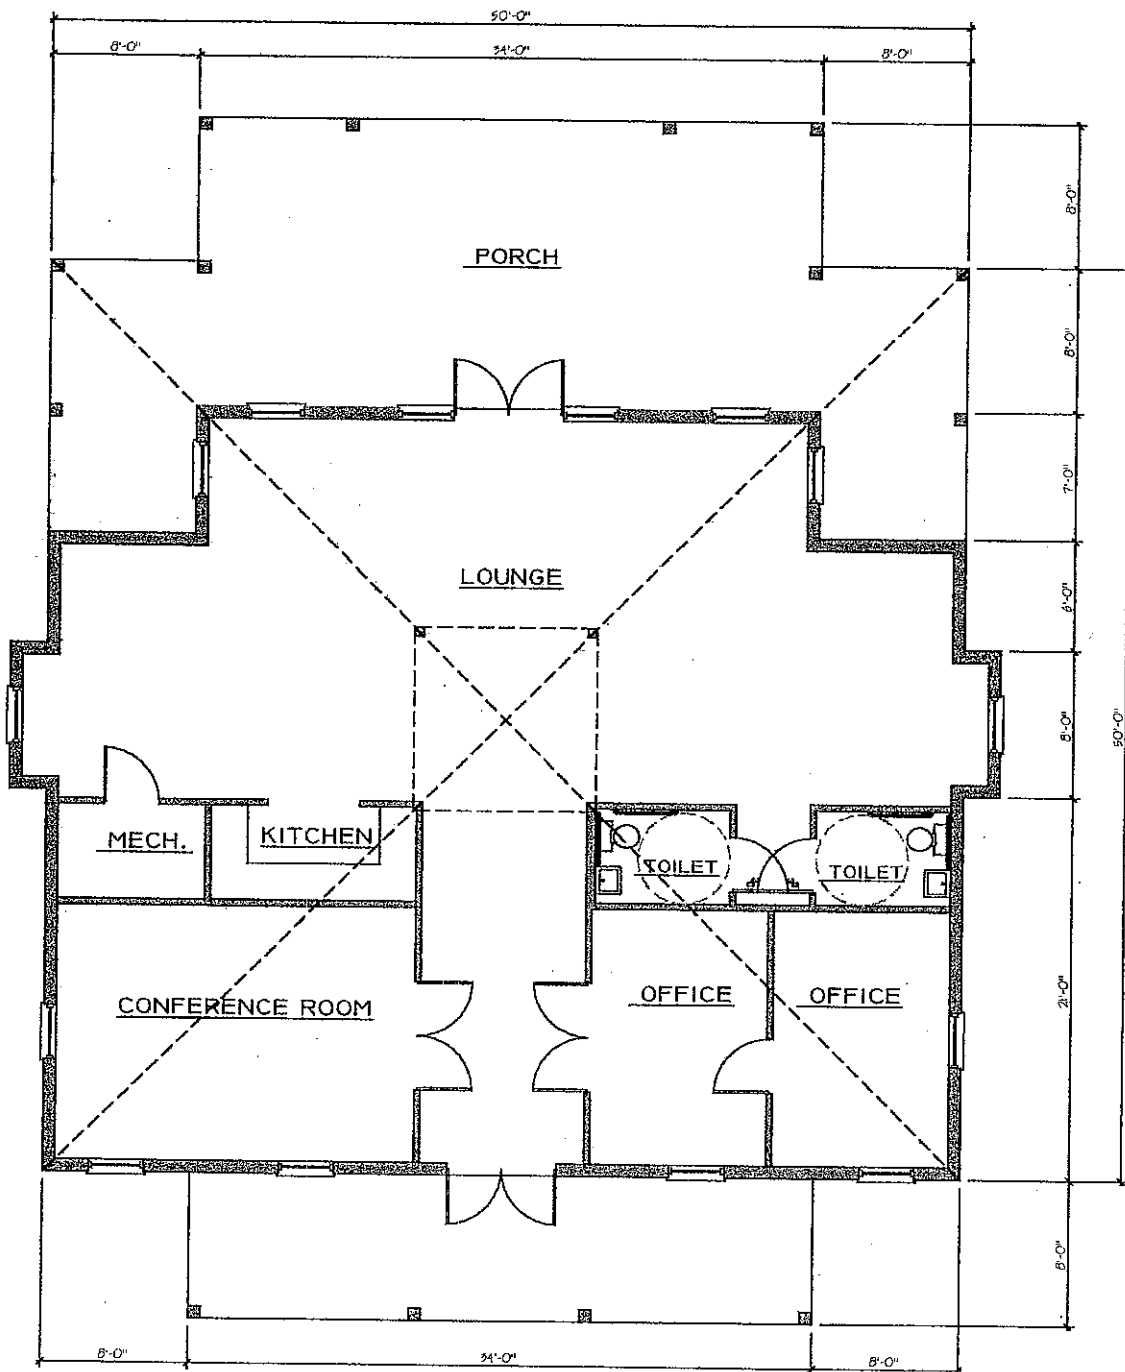 50'-0"
8'-0"
34'-0"
8'-0"
8'-0"
PORCH
8'-0"
7'-0"
LOUNGE
6'-0"
8'-0"
50'-0"
MECH.
KITCHEN
TOILET
TOILET
CONFERENCE ROOM
OFFICE
OFFICE
21'-0"
8'-0"
8'-0"
34'-0"
8'-0"